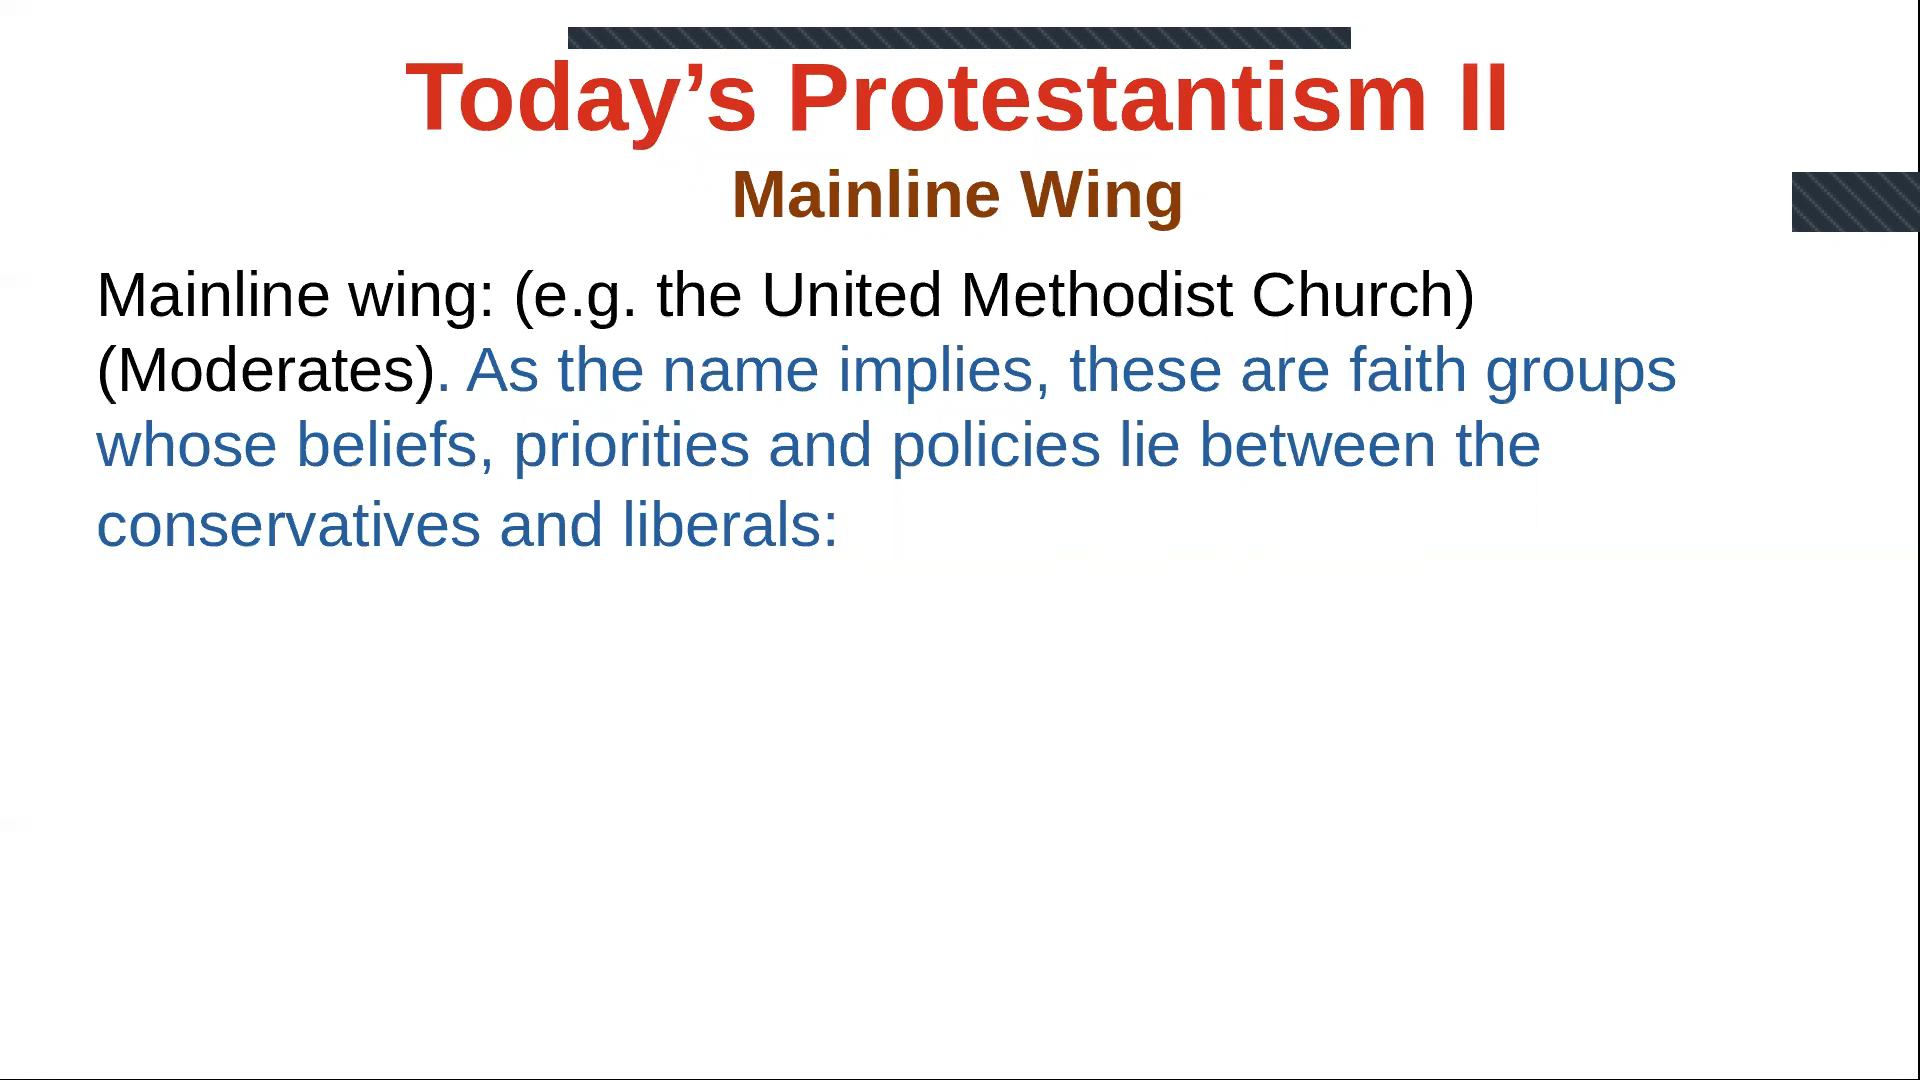 Today’s Protestantism II
Mainline Wing
Mainline wing: (e.g. the United Methodist Church)
(Moderates). As the name implies, these are faith groups
whose beliefs, priorities and policies lie between the
conservatives and liberals: